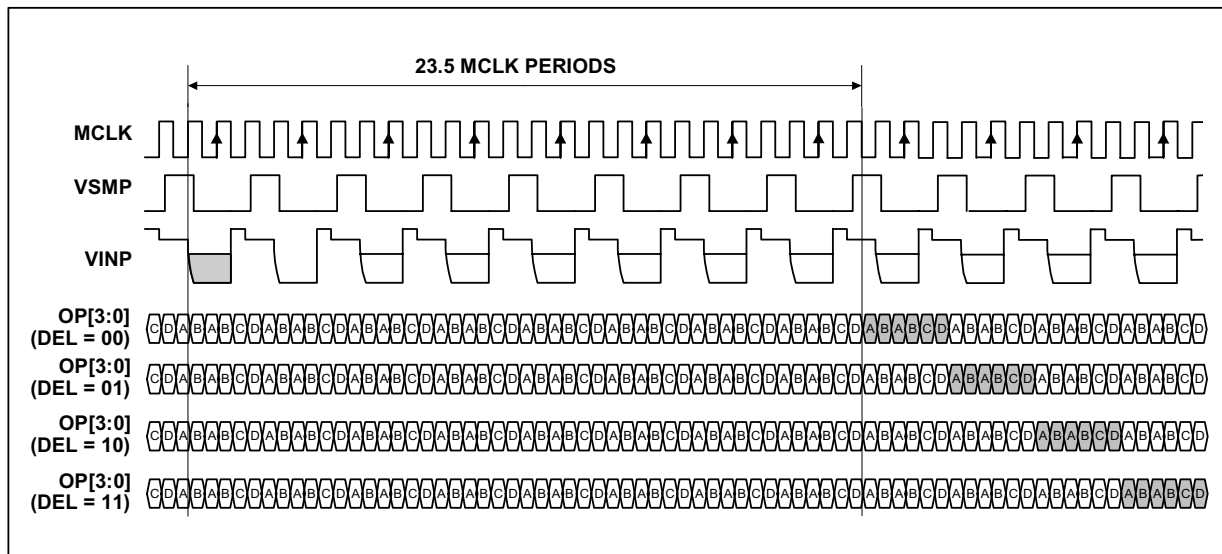 23.5 MCLK PERIODS
MCLK
VSMP
VINP
OP[3:0]
(DEL = 00)
C D A B A B C D A B A B C D A B A B C D A B A B C D A B A B C D A B A B C D A B A B C D A B A B C D A B A B C D A B A B C D A B A B C D A B A B C D
OP[3:0]
(DEL = 01)
C D A B A B C D A B A B C D A B A B C D A B A B C D A B A B C D A B A B C D A B A B C D A B A B C D A B A B C D A B A B C D A B A B C D A B A B C D
OP[3:0]
(DEL = 10)
C D A B A B C D A B A B C D A B A B C D A B A B C D A B A B C D A B A B C D A B A B C D A B A B C D A B A B C D A B A B C D A B A B C D A B A B C D
OP[3:0]
(DEL = 11)
C D A B A B C D A B A B C D A B A B C D A B A B C D A B A B C D A B A B C D A B A B C D A B A B C D A B A B C D A B A B C D A B A B C D A B A B C D